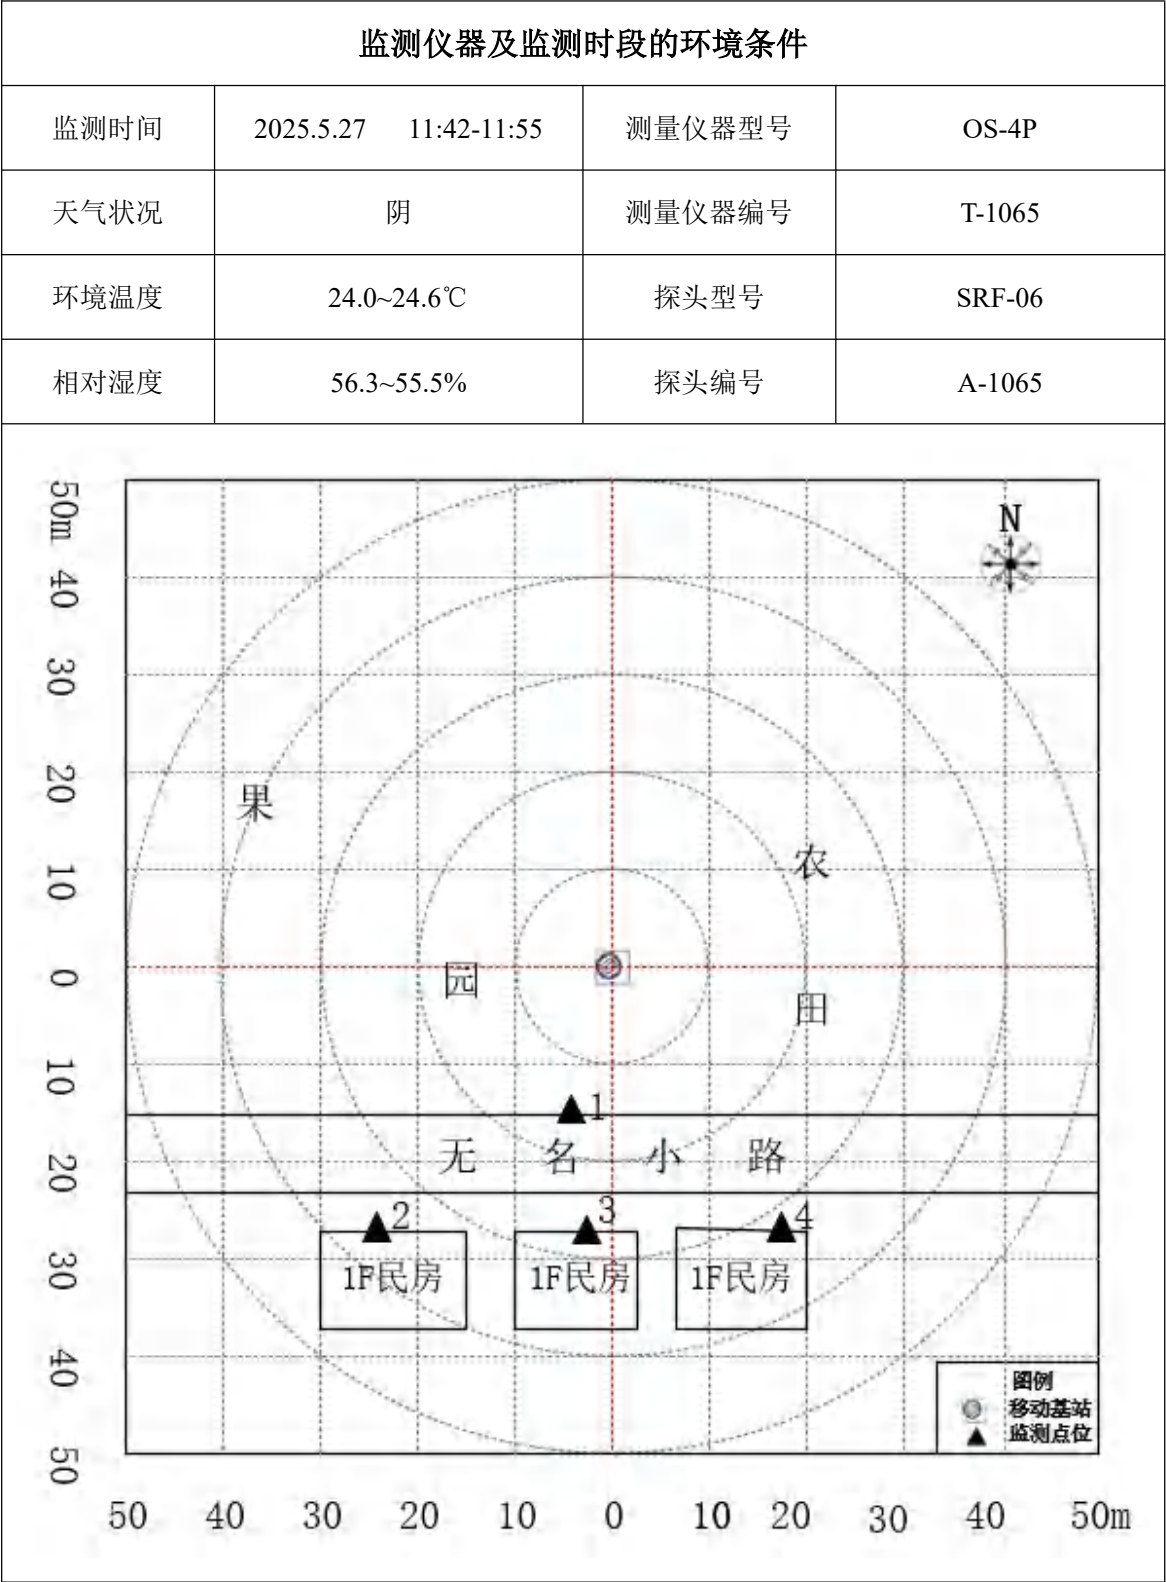 监测仪器及监测时段的环境条件
监测时间 2025.5.27 11:42-11:55 测量仪器型号 OS-4P
天气状况 阴 测量仪器编号 T-1065
环境温度 24.0~24.6℃ 探头型号 SRF-06
相对湿度 56.3~55.5% 探头编号 A-1065
50m
N
40
30
20
果
10
农
0
园
田
10
1
无名小路
20
2 3 4
30
1F民房 1F民房 1F民房
40
图例
移动基站
监测点位
50
50 40 30 20 10 0 10 20 30 40 50m